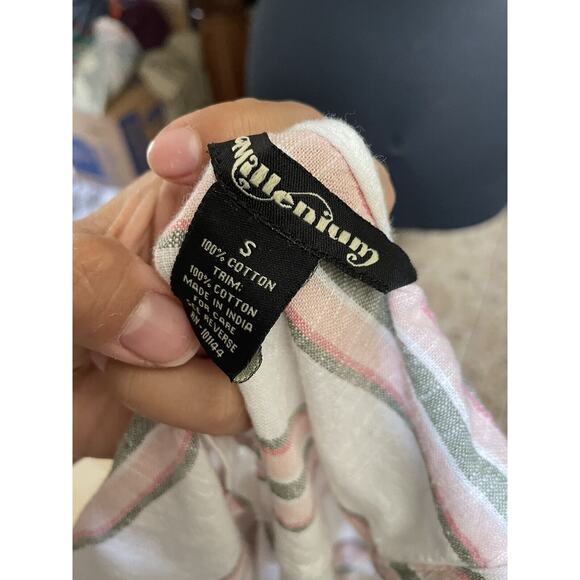 Millenium
S
100% COTTON
TRIM:
100% COTTON
MADE IN INDIA
FOR CARE
SEE REVERSE
RN-101144